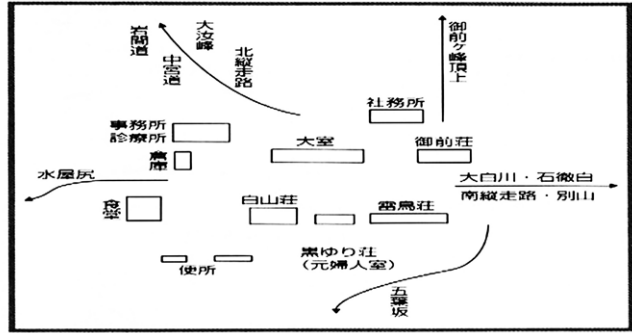 岩間道
中宮道
大汝峰
北縦走路
御前ヶ峰頂上
社務所
事務所
診療所
大室
御前荘
倉庫
水屋尻
大白川・石徹白
南縦走路・別山
食堂
白山荘
雷鳥荘
黒ゆり荘
(元婦人室)
便所
五葉坂